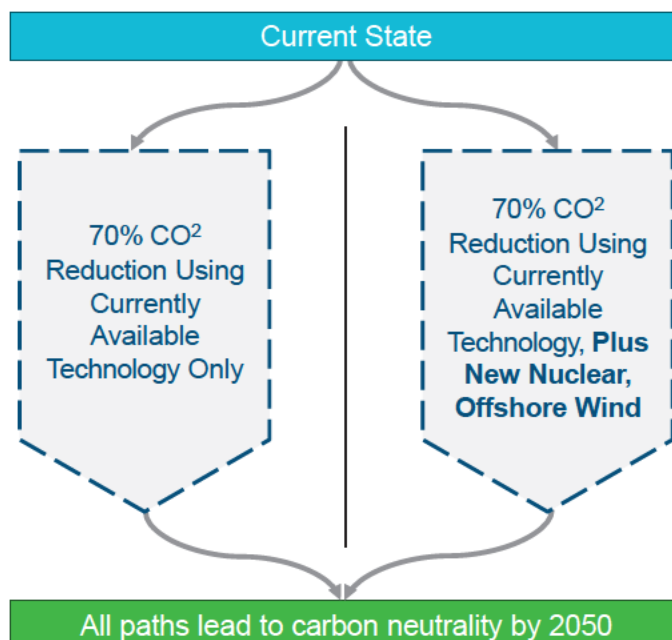 Current State
70% CO²
Reduction Using
Currently
Available
Technology Only
70% CO²
Reduction Using
Currently
Available
Technology, Plus
New Nuclear,
Offshore Wind
All paths lead to carbon neutrality by 2050